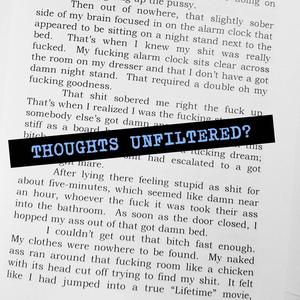 up the pussy.
Then out of nowhere, that slightly sober
side of my brain focused in on the alarm clock that
appeared to be sitting on a night stand next to the
bed. That's when I knew my shit was really
fucked. My fucking alarm clock sits clear across
the room on my dresser and that I don't have a got
damn night stand. That required a double oh my
fucking goodness.
That shit sobered me right the fuck up
That's when I realized I was the fucking
somebody else's got damn
stiff as a board
THOUGHTS UNFILTERED?
fucking dream;
mare. shit had escalated to a got
After lying there feeling stupid as shit for
about five-minutes, which seemed like damn near
an hour, whoever the fuck it was took their ass
into the bathroom. As soon as the door closed, I
hopped my ass out of that got damn bed.
I couldn't get out that bitch fast enough.
My clothes were nowhere to be found. My naked
ass ran around that fucking room like a chicken
with its head cut off trying to find my shit. It felt
like I had jumped into a true "Lifetime" movie,